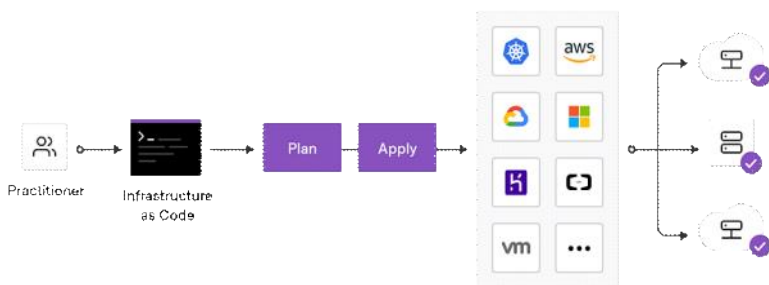 aws
Plan
Apply
Practitioner
Infrastructure
as Code
vm